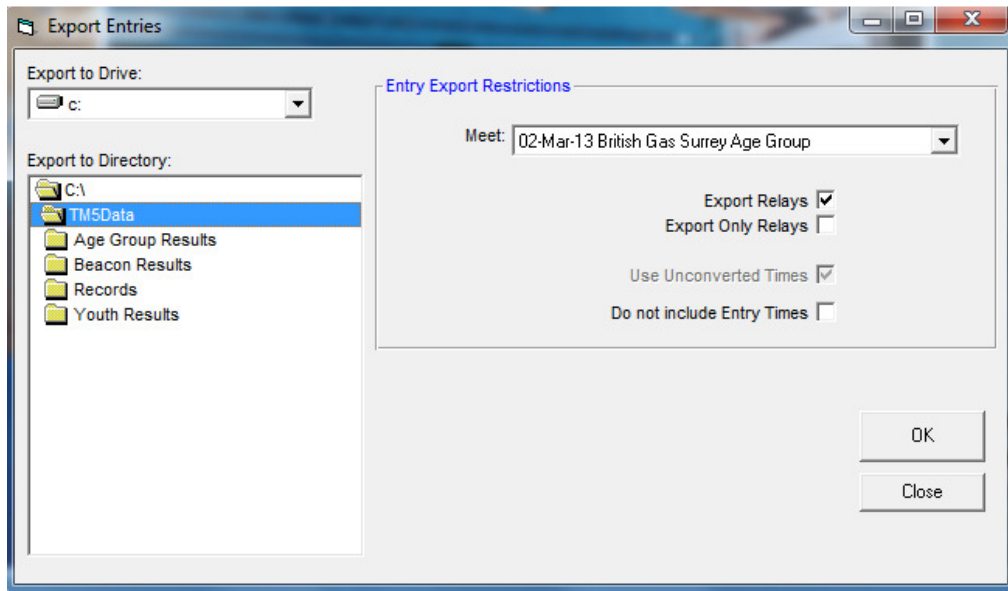 Export Entries
Export to Drive:
c:
Export to Directory:
C:\
TM5Data
Age Group Results
Beacon Results
Records
Youth Results
Entry Export Restrictions
Meet: 02-Mar-13 British Gas Surrey Age Group
Export Relays
Export Only Relays
Use Unconverted Times
Do not include Entry Times
OK
Close